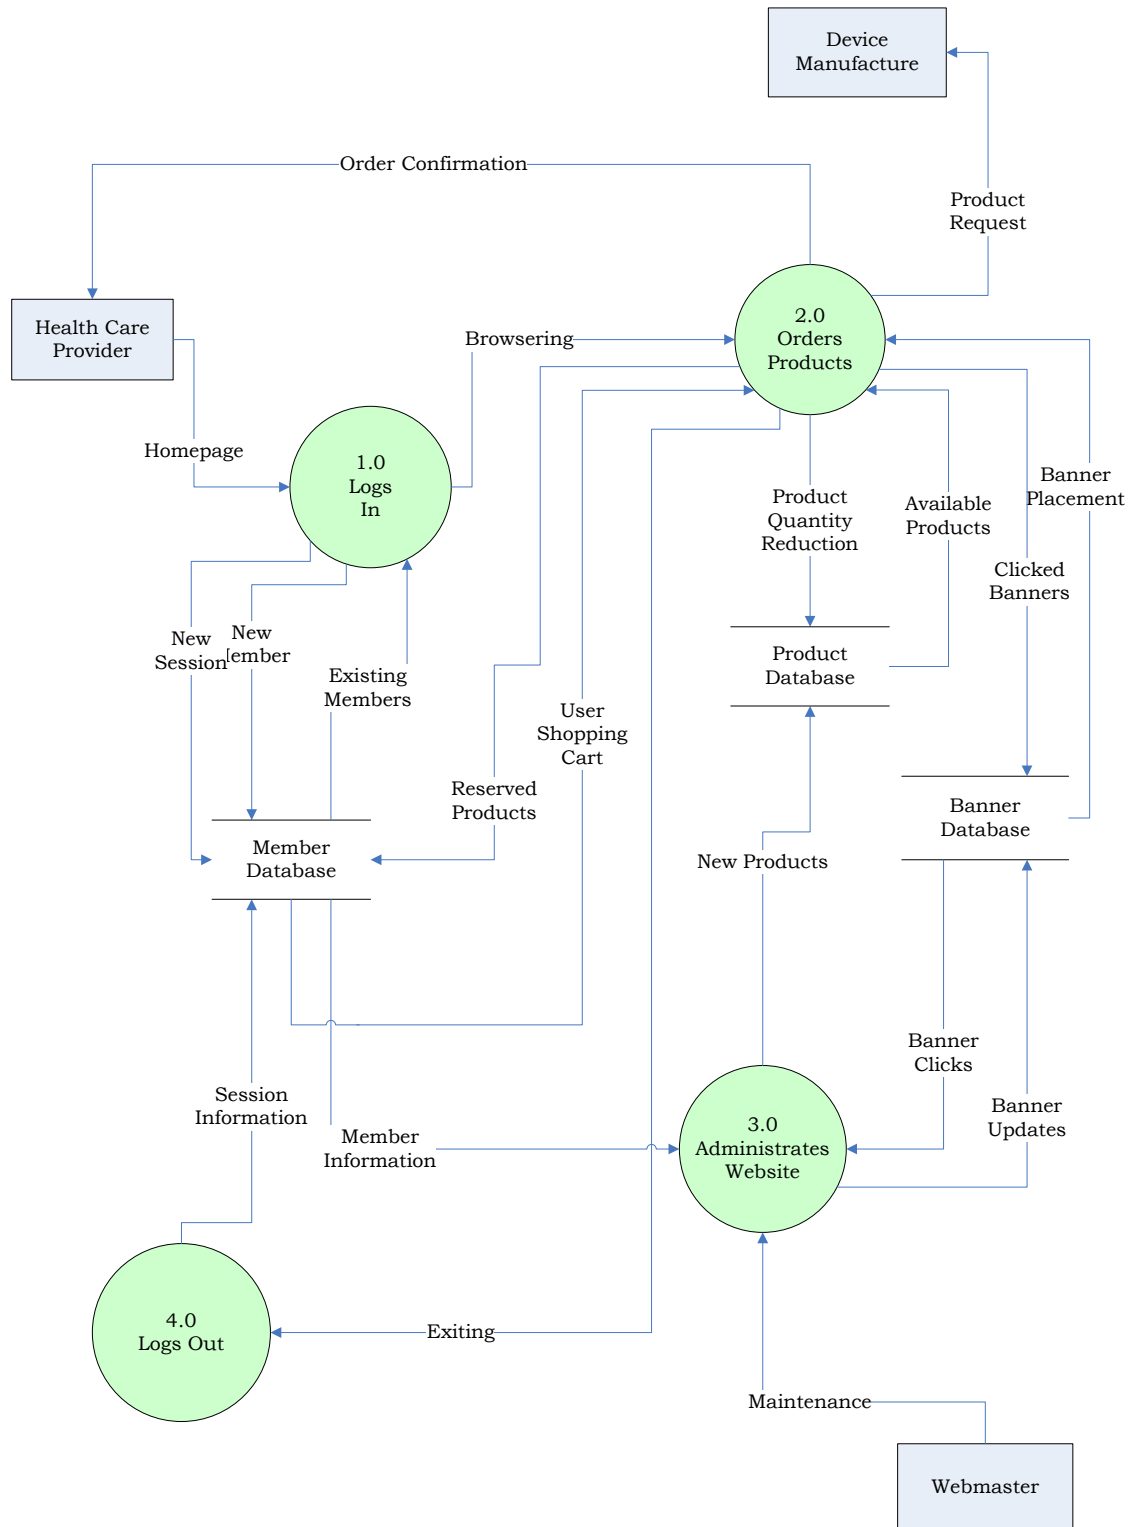 Device
Manufacture
Order Confirmation
Product
Request
Health Care
Provider
Browsering
2.0
Orders
Products
Homepage
1.0
Logs
In
Product
Quantity
Reduction
Available
Products
Banner
Placement
Clicked
Banners
New
Session
New
ember
Existing
Members
Product
Database
User
Shopping
Cart
Reserved
Products
Banner
Database
Member
Database
New Products
Banner
Clicks
Session
Information
Banner
Updates
Member
Information
3.0
Administrates
Website
4.0
Logs Out
Exiting
Maintenance
Webmaster